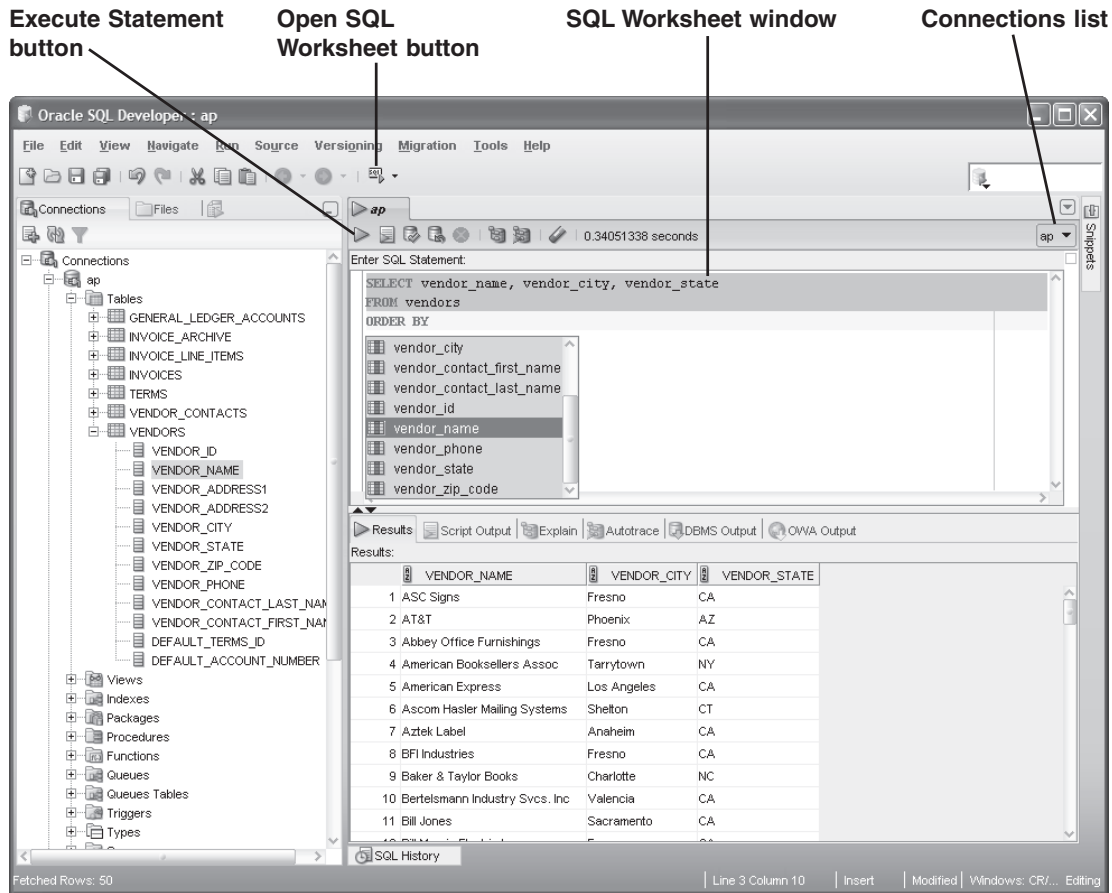 Execute Statement button
Open SQL Worksheet button
SQL Worksheet window
Connections list
Oracle SQL Developer : ap
File Edit View Navigate Run Source Versioning Migration Tools Help
Connections Files
ap
0.34051338 seconds
ap
Snippets
Connections
ap
Tables
GENERAL_LEDGER_ACCOUNTS
INVOICE_ARCHIVE
INVOICE_LINE_ITEMS
INVOICES
TERMS
VENDOR_CONTACTS
VENDORS
VENDOR_ID
VENDOR_NAME
VENDOR_ADDRESS1
VENDOR_ADDRESS2
VENDOR_CITY
VENDOR_STATE
VENDOR_ZIP_CODE
VENDOR_PHONE
VENDOR_CONTACT_LAST_NAM
VENDOR_CONTACT_FIRST_NAM
DEFAULT_TERMS_ID
DEFAULT_ACCOUNT_NUMBER
Views
Indexes
Packages
Procedures
Functions
Queues
Queues Tables
Triggers
Types
Enter SQL Statement:
SELECT vendor_name, vendor_city, vendor_state
FROM vendors
ORDER BY
vendor_city
vendor_contact_first_name
vendor_contact_last_name
vendor_id
vendor_name
vendor_phone
vendor_state
vendor_zip_code
Results Script Output Explain Autotrace DBMS Output OWA Output
Results:
VENDOR_NAME VENDOR_CITY VENDOR_STATE
1 ASC Signs Fresno CA
2 AT&T Phoenix AZ
3 Abbey Office Furnishings Fresno CA
4 American Booksellers Assoc Tarrytown NY
5 American Express Los Angeles CA
6 Ascom Hasler Mailing Systems Shelton CT
7 Aztek Label Anaheim CA
8 BFI Industries Fresno CA
9 Baker & Taylor Books Charlotte NC
10 Bertelsmann Industry Svcs. Inc Valencia CA
11 Bill Jones Sacramento CA
SQL History
Fetched Rows: 50
Line 3 Column 10 Insert Modified Windows: CR/... Editing